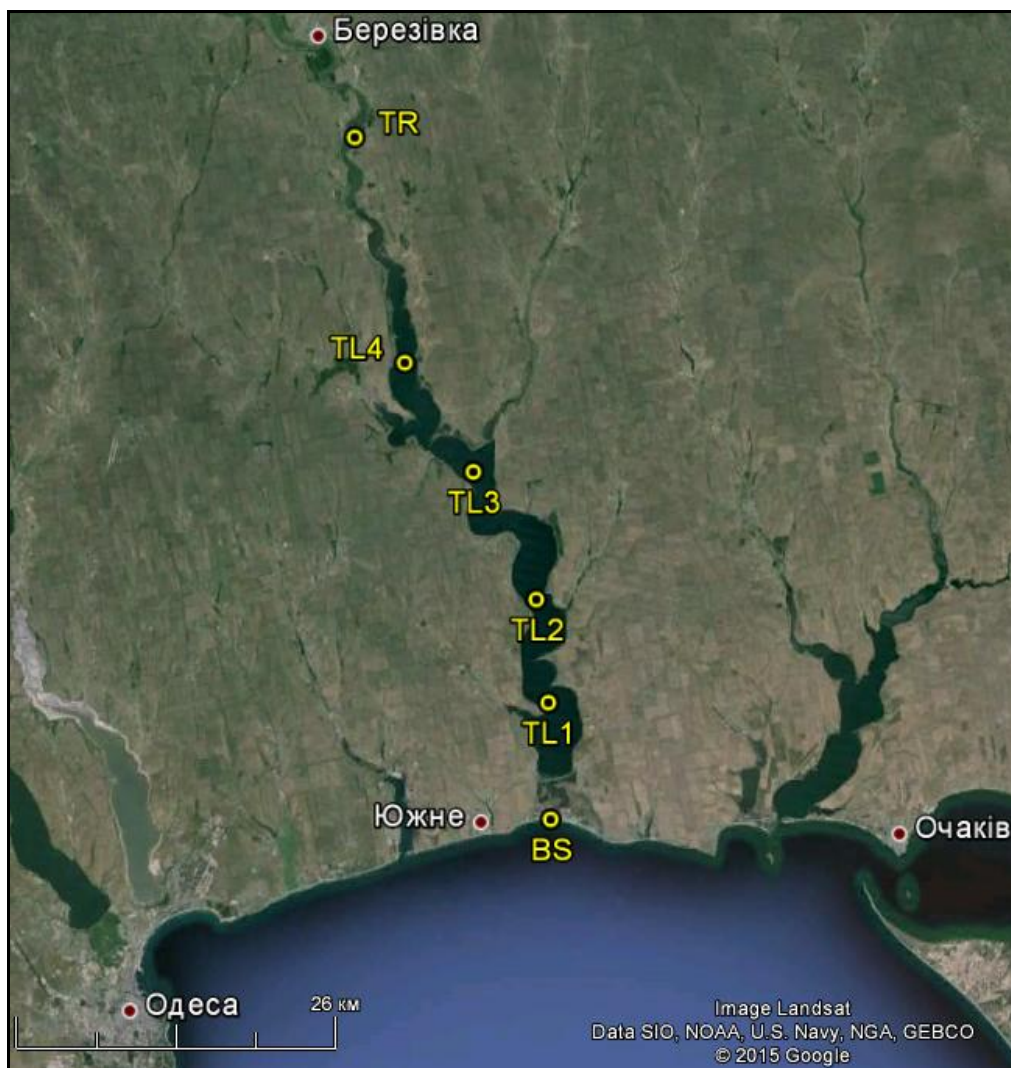 Березівка
TR
TL4
TL3
TL2
TL1
Южне
BS
Очаків
Одеса
26 км
Image Landsat
Data SIO, NOAA, U.S. Navy, NGA, GEBCO
© 2015 Google